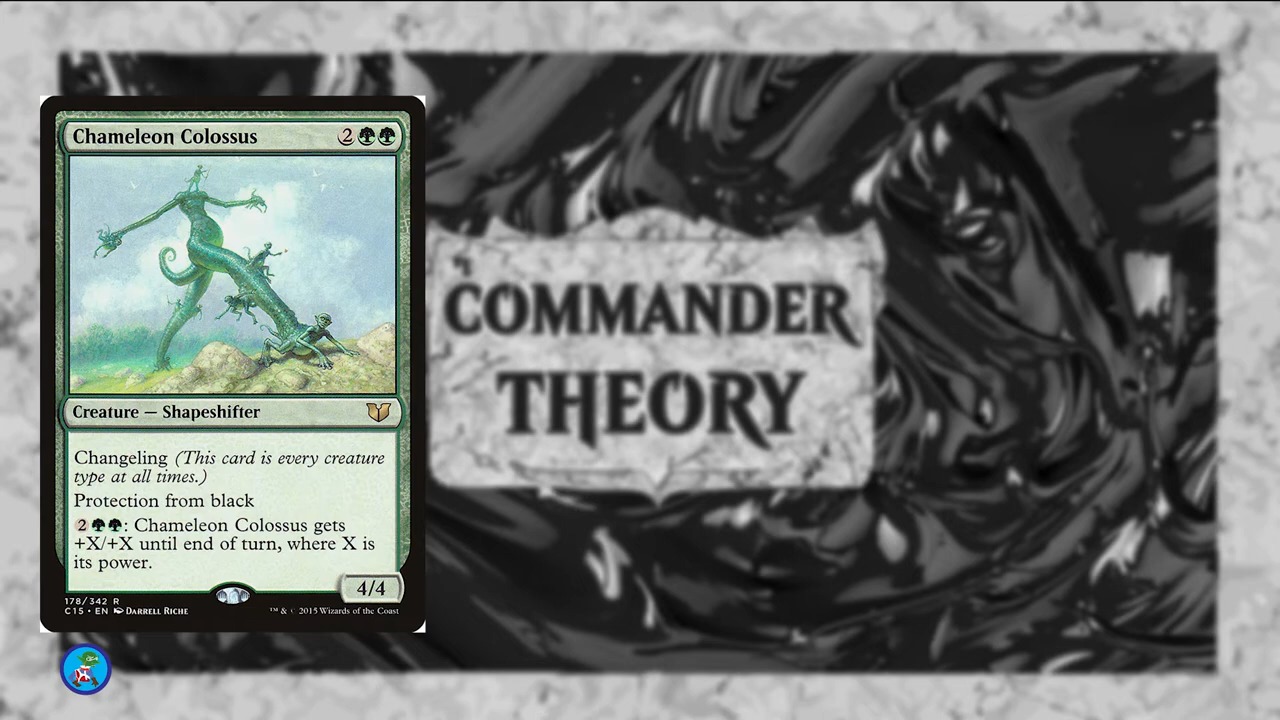 Chameleon Colossus 2
Creature — Shapeshifter
Changeling (This card is every creature
type at all times.)
Protection from black
2: Chameleon Colossus gets
+X/+X until end of turn, where X is
its power.
4/4
178/342 R
C15 • EN DARRELL RICHE
™ & © 2015 Wizards of the Coast
COMMANDER
THEORY